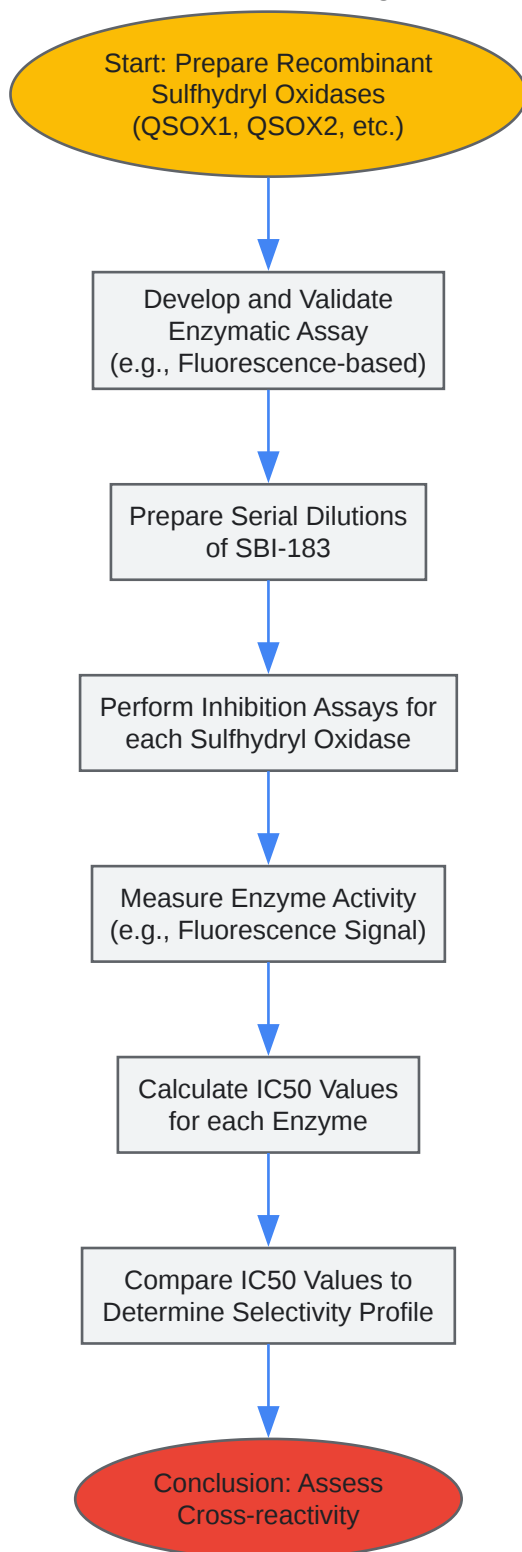 Start: Prepare Recombinant
Sulfhydryl Oxidases
(QSOX1, QSOX2, etc.)
Develop and Validate
Enzymatic Assay
(e.g., Fluorescence-based)
Prepare Serial Dilutions
of SBI-183
Perform Inhibition Assays for
each Sulfhydryl Oxidase
Measure Enzyme Activity
(e.g., Fluorescence Signal)
Calculate IC50 Values
for each Enzyme
Compare IC50 Values to
Determine Selectivity Profile
Conclusion: Assess
Cross-reactivity